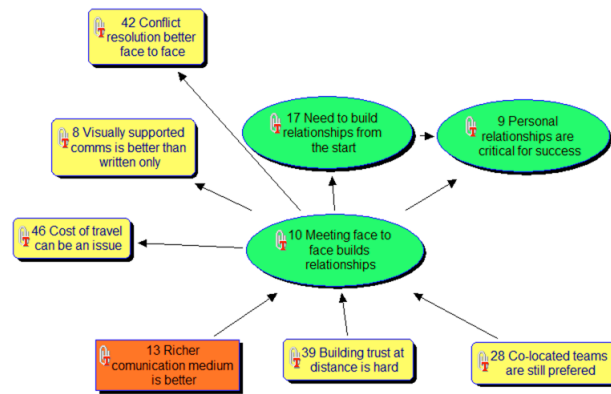 42 Conflict
resolution better
face to face
17 Need to build
relationships from
the start
9 Personal
relationships are
critical for success
8 Visually supported
comms is better than
written only
46 Cost of travel
can be an issue
10 Meeting face to
face builds
relationships
13 Richer
comunication medium
is better
39 Building trust at
distance is hard
28 Co-located teams
are still prefered